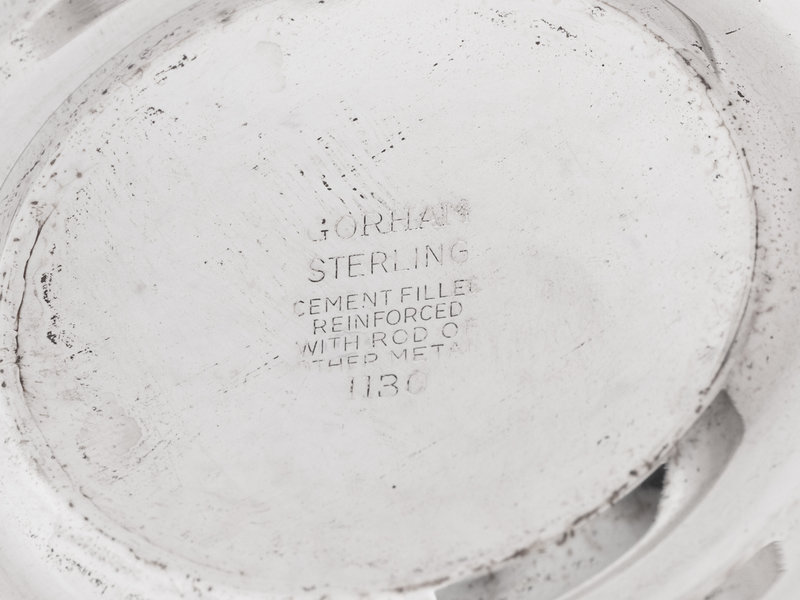 GORHAM
STERLING
CEMENT FILLED
REINFORCED
WITH ROD OF
OTHER METAL
1130